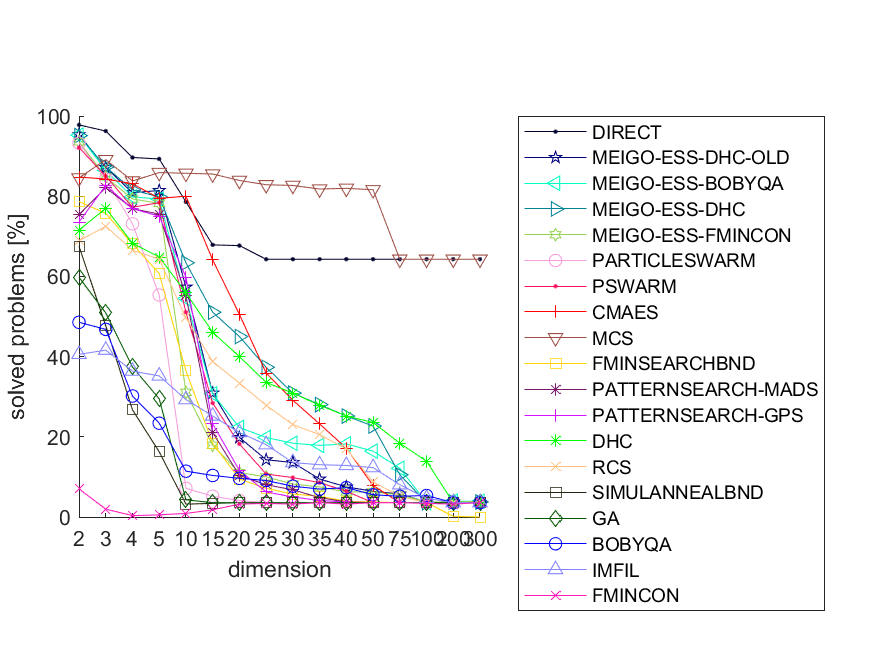 100
80
60
40
20
0
solved problems [%]
2 3 4 5 10 15 20 25 30 35 40 50 75 100 200 300
dimension
DIRECT
MEIGO-ESS-DHC-OLD
MEIGO-ESS-BOBYQA
MEIGO-ESS-DHC
MEIGO-ESS-FMINCON
PARTICLESWARM
PSWARM
CMAES
MCS
FMINSEARCHBND
PATTERNSEARCH-MADS
PATTERNSEARCH-GPS
DHC
RCS
SIMULANNEALBND
GA
BOBYQA
IMFIL
FMINCON